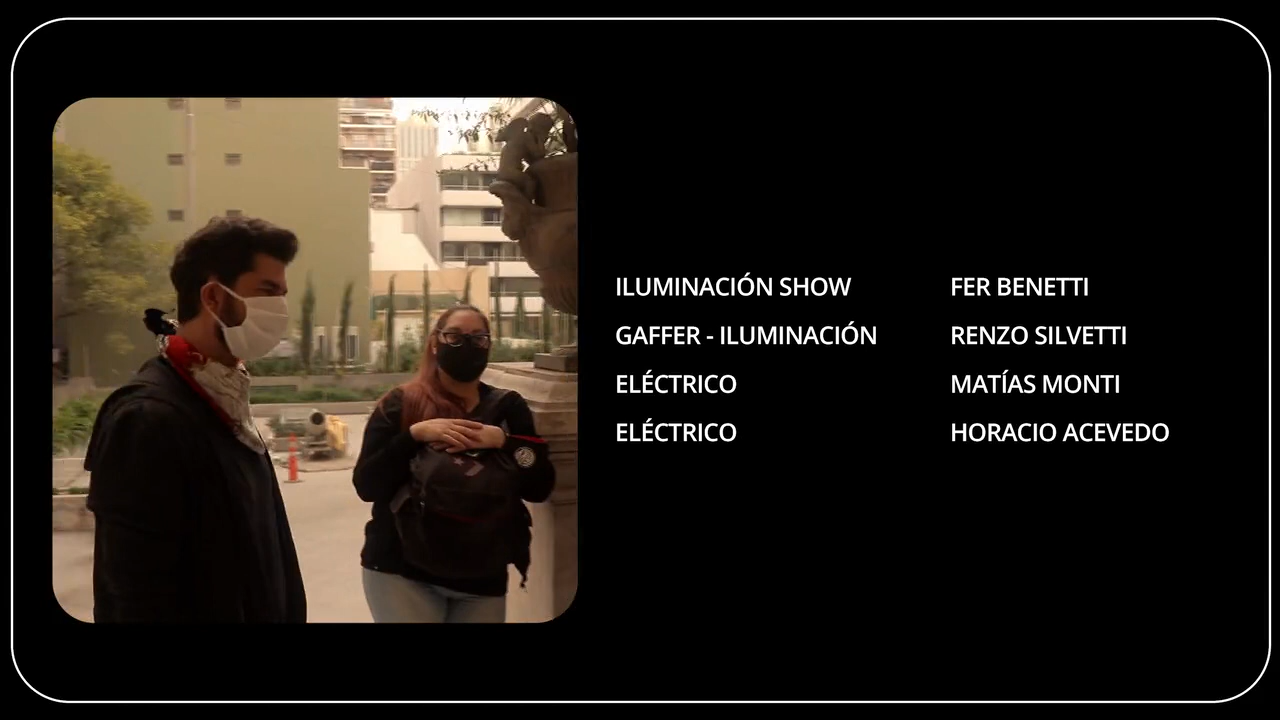 ILUMINACIÓN SHOW FER BENETTI
GAFFER - ILUMINACIÓN RENZO SILVETTI
ELÉCTRICO MATÍAS MONTI
ELÉCTRICO HORACIO ACEVEDO